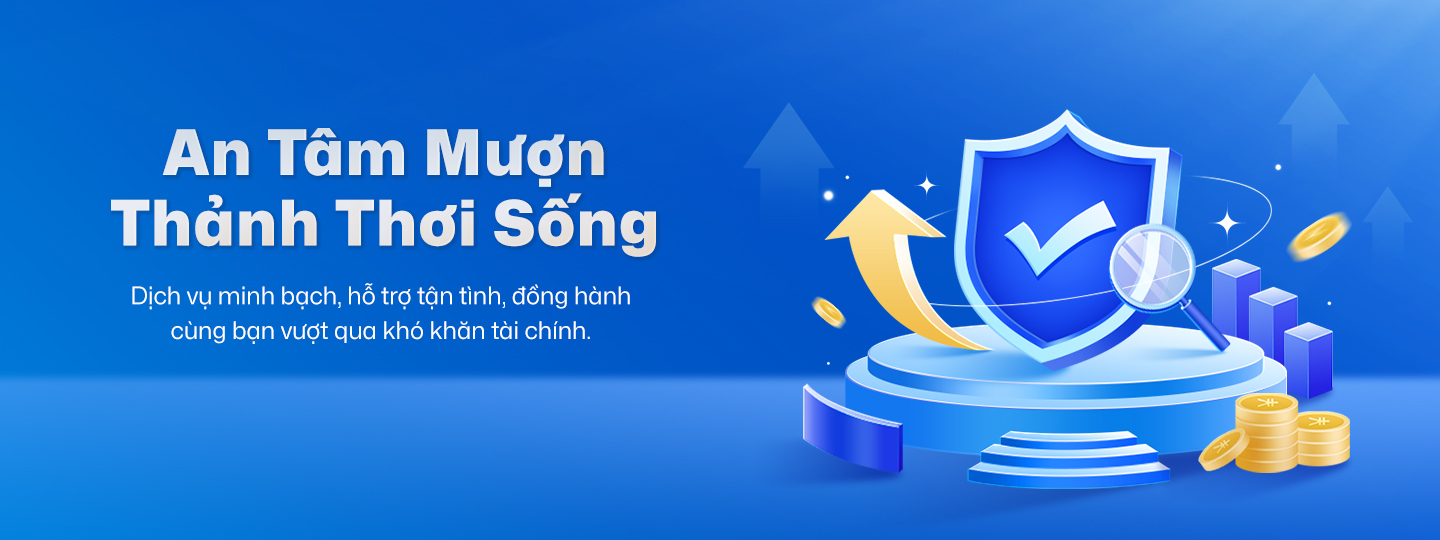 An Tâm Mượn
Thảnh Thơi Sống
Dịch vụ minh bạch, hỗ trợ tận tình, đồng hành
cùng bạn vượt qua khó khăn tài chính.